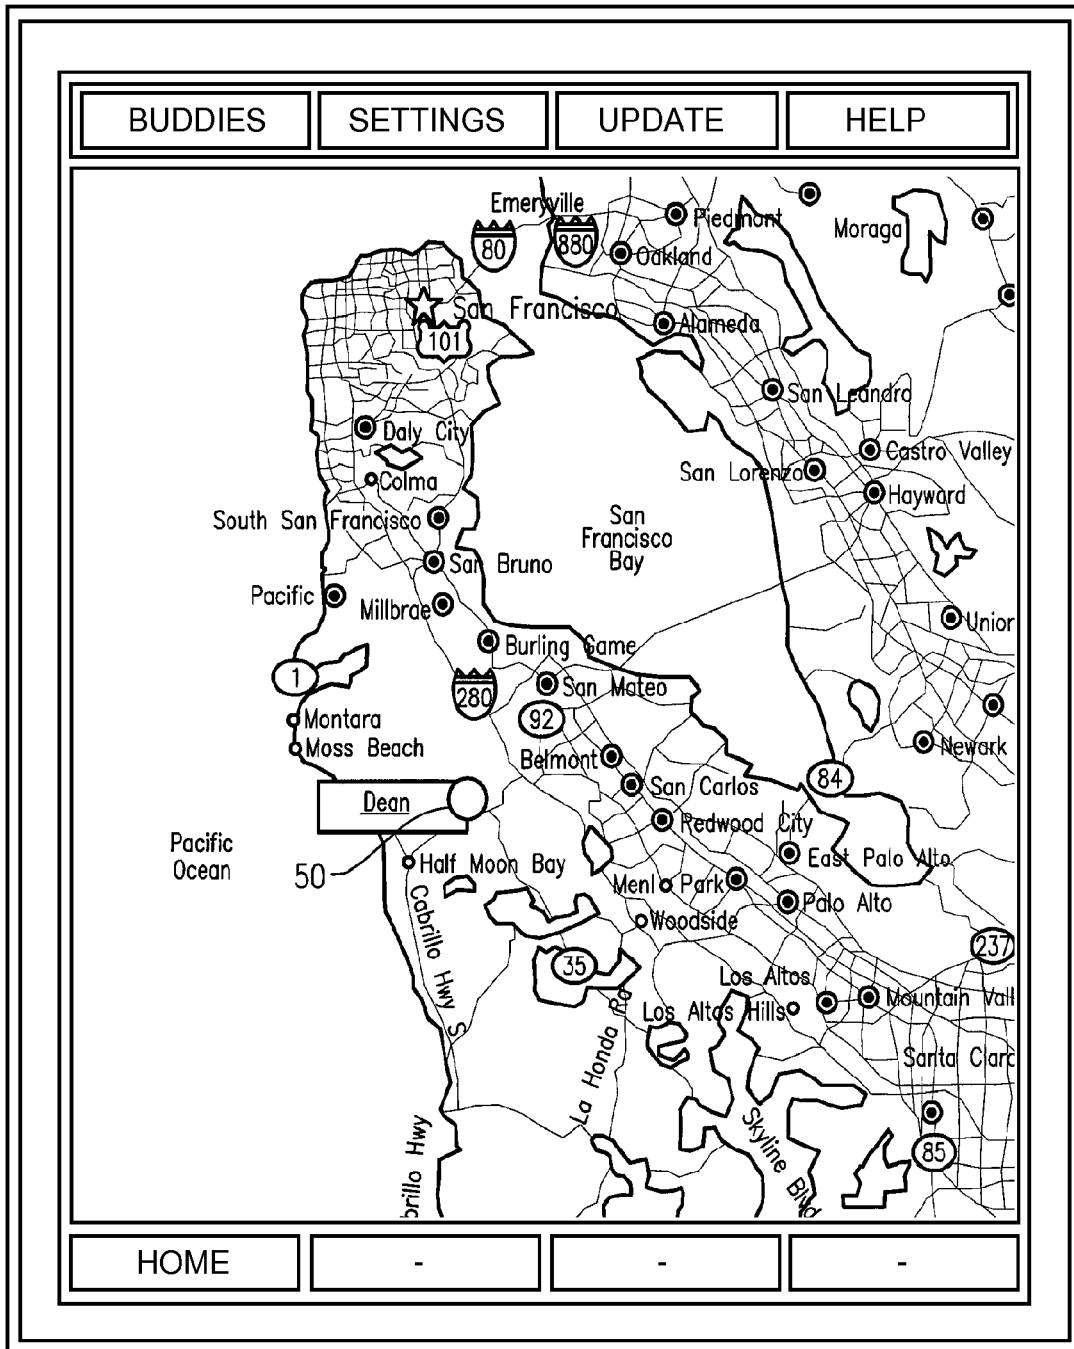 BUDDIES
SETTINGS
UPDATE
HELP
Emeryville
Piedmont
Moraga
80
880
Oakland
San Francisco
101
Alameda
San Leandro
Daly City
Castro Valley
San Lorenzo
Colma
Hayward
South San Francisco
San
Francisco
Bay
San Bruno
Pacific
Millbrae
Union
Burling Game
1
280
San Mateo
92
Montara
Moss Beach
Newark
Belmont
84
San Carlos
Dean
Redwood City
Pacific
Ocean
50
Half Moon Bay
East Palo Alto
Menl
Park
Palo Alto
Cabrillo Hwy S
Woodside
237
35
Los Altos
Los Altos Hills
Mountain Vall
La Honda Rd
Santa Clarc
Skyline Blvd
85
brillo Hwy
HOME
-
-
-